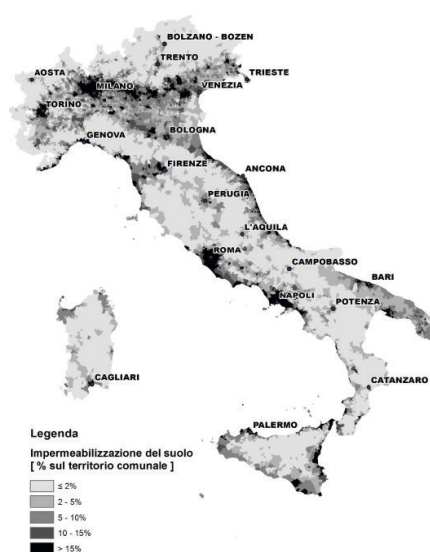 BOLZANO - BOZEN
TRENTO
AOSTA
TRIESTE
MILANO
VENEZIA
TORINO
GENOVA
BOLOGNA
FIRENZE
ANCONA
PERUGIA
L'AQUILA
ROMA
CAMPOBASSO
BARI
NAPOLI
POTENZA
CAGLIARI
CATANZARO
PALERMO
Legenda
Impermeabilizzazione del suolo
[ % sul territorio comunale ]
≤ 2%
2 - 5%
5 - 10%
10 - 15%
> 15%